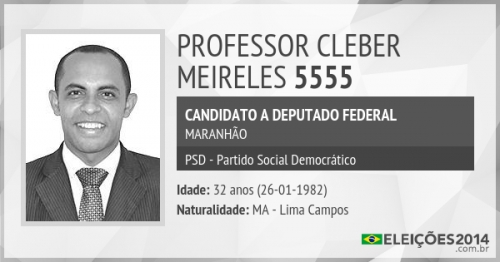 PROFESSOR CLEBER
MEIRELES 5555
CANDIDATO A DEPUTADO FEDERAL
MARANHÃO
PSD - Partido Social Democrático
Idade: 32 anos (26-01-1982)
Naturalidade: MA - Lima Campos
ELEIÇÕES2014
.com.br